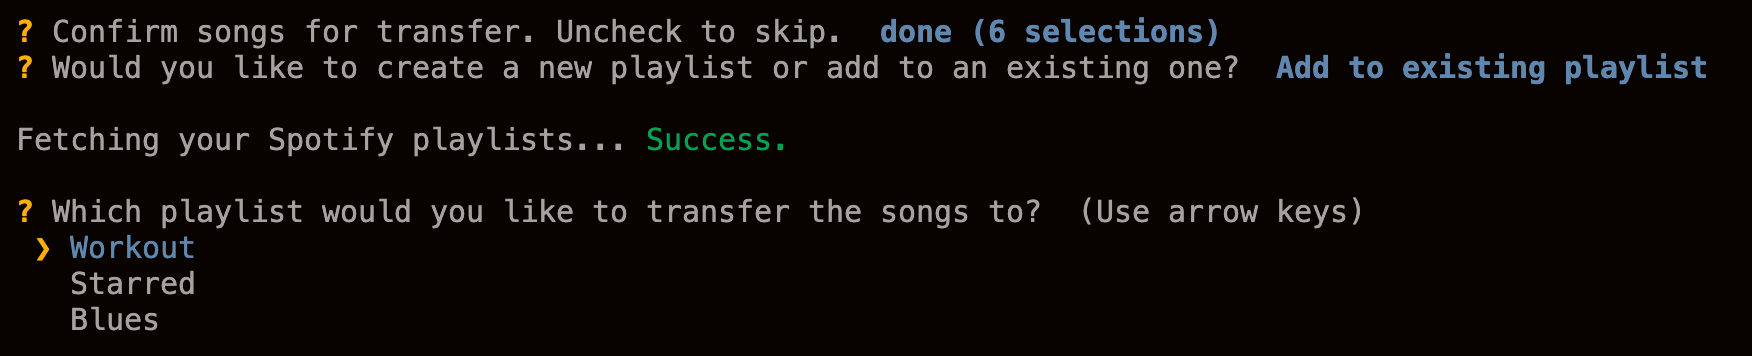 ? Confirm songs for transfer. Uncheck to skip.  done (6 selections)
? Would you like to create a new playlist or add to an existing one?  Add to existing playlist
Fetching your Spotify playlists... Success.
? Which playlist would you like to transfer the songs to?  (Use arrow keys)
❯ Workout
Starred
Blues